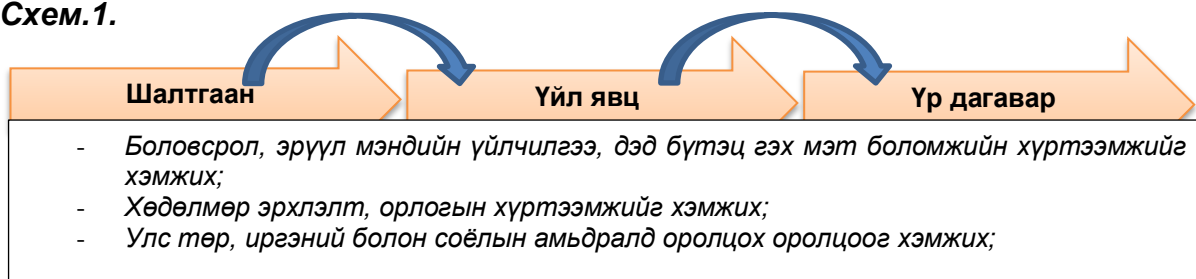 Схем.1.
Шалтгаан Үйл явц Үр дагавар
- Боловсрол, эрүүл мэндийн үйлчилгээ, дэд бүтэц гэх мэт боломжийн хүртээмжийг
хэмжих;
- Хөдөлмөр эрхлэлт, орлогын хүртээмжийг хэмжих;
- Улс төр, иргэний болон соёлын амьдралд оролцох оролцоог хэмжих;